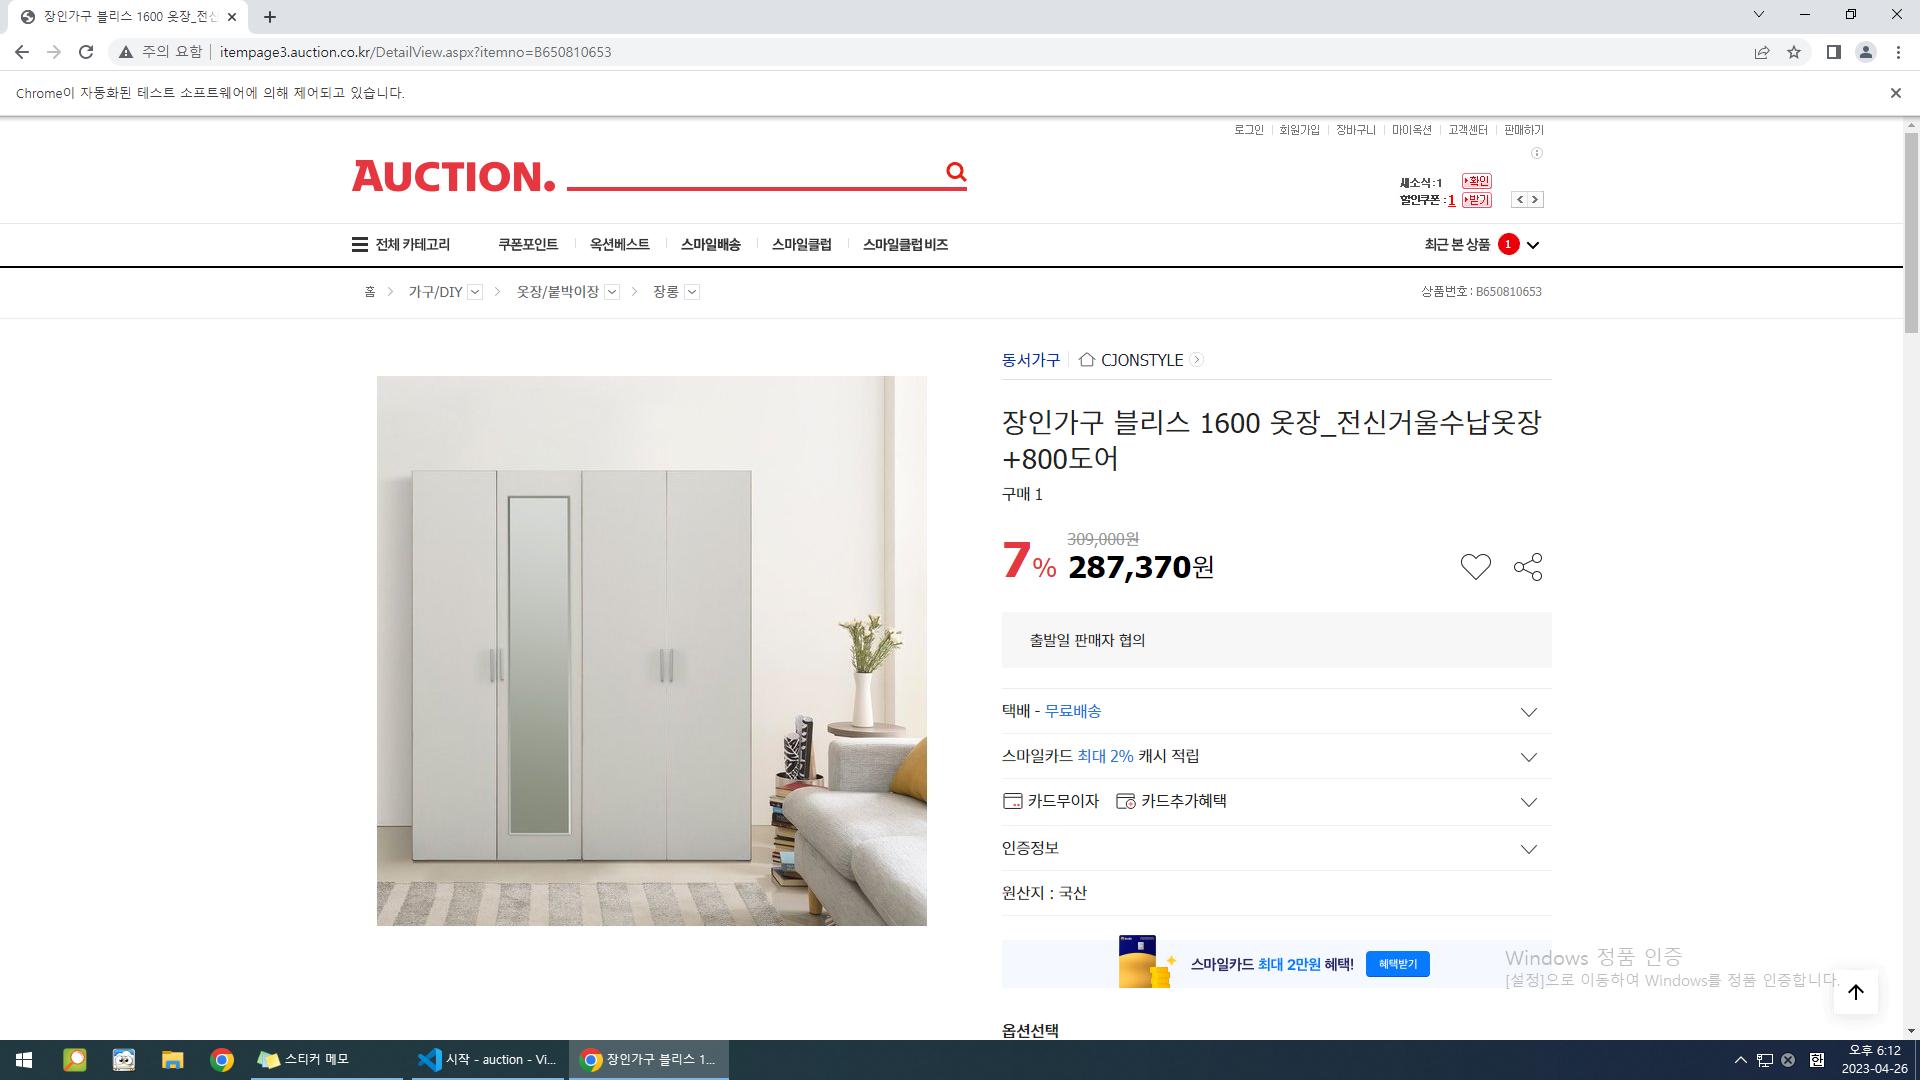 장인가구 블리스 1600 옷장_전신
주의 요함 itempage3.auction.co.kr/DetailView.aspx?itemno=B650810653
Chrome이 자동화된 테스트 소프트웨어에 의해 제어되고 있습니다.
로그인 회원가입 장바구니 마이옥션 고객센터 판매하기
AUCTION.
새소식:1 확인
할인쿠폰:1 받기
전체 카테고리 쿠폰포인트 옥션베스트 스마일배송 스마일클럽 스마일클럽 비즈 최근 본 상품 1
홈 > 가구/DIY > 옷장/붙박이장 > 장롱 상품번호 : B650810653
동서가구 CJONSTYLE
장인가구 블리스 1600 옷장_전신거울수납옷장
+800도어
구매 1
309,000원
7% 287,370원
출발일 판매자 협의
택배 - 무료배송
스마일카드 최대 2% 캐시 적립
카드무이자 카드추가혜택
인증정보
원산지 : 국산
스마일카드 최대 2만원 혜택! 혜택받기
Windows 정품 인증
[설정]으로 이동하여 Windows를 정품 인증합니다.
옵션선택
스티커 메모 시작 - auction - Vi... 장인가구 블리스 1... 한 오후 6:12
2023-04-26